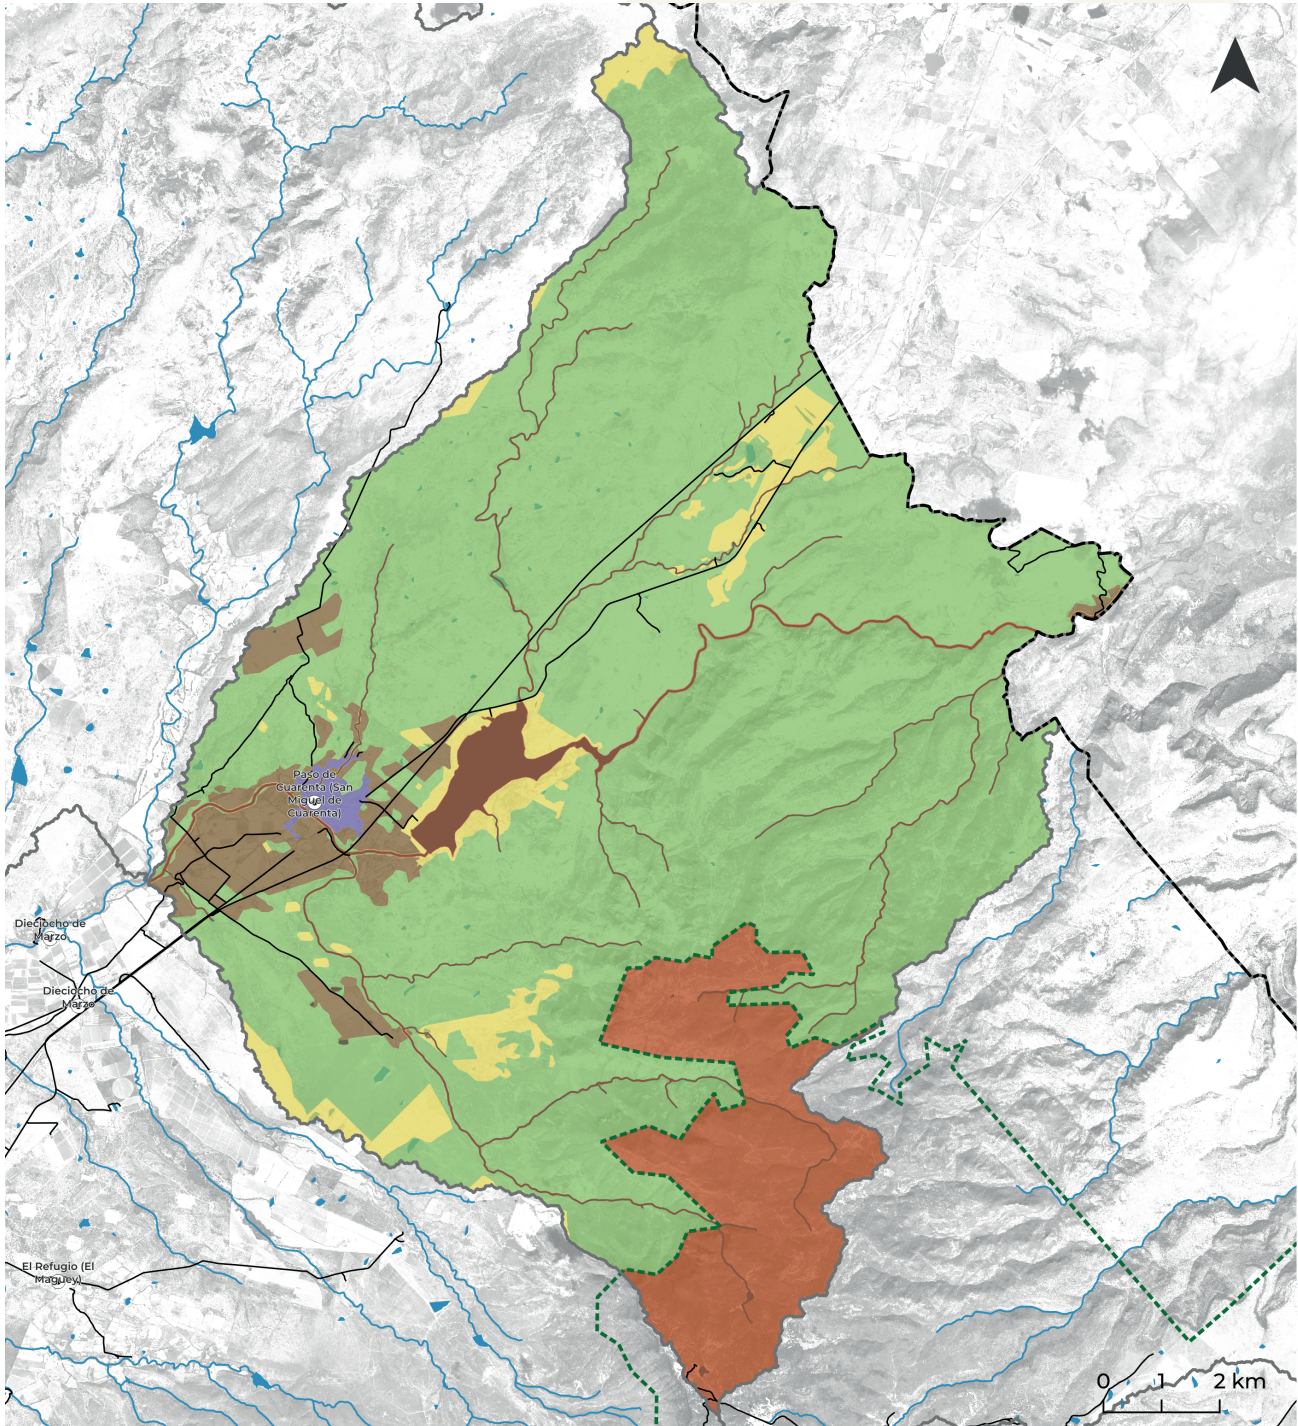 Paso de
Cuarenta (San
Miguel de
Cuarenta)
Dieciocho de
Marzo
Dieciocho de
Marzo
El Refugio (El
Maguey)
0 1 2 km